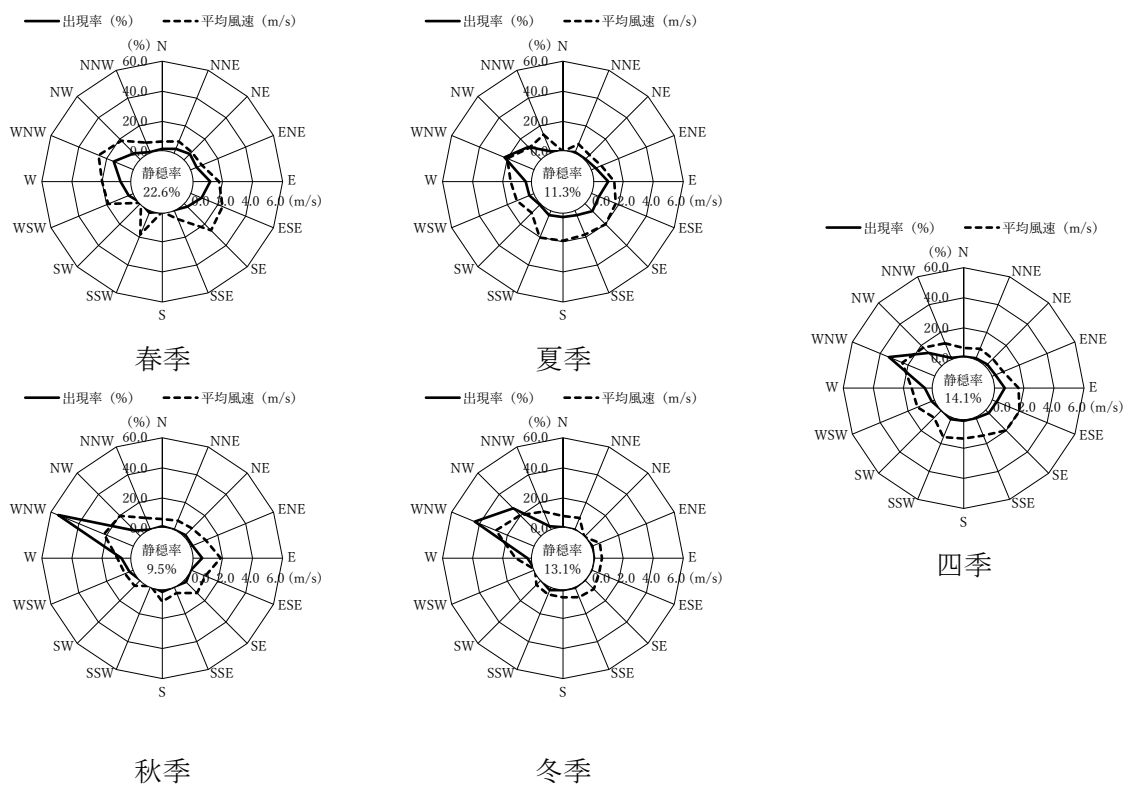 出現率（%） 平均風速（m/s）
（%） N
60.0
NNW NNE
NW NE
40.0
WNW ENE
20.0
0.0
静穏率
W E
22.6%
0.0 2.0 4.0 6.0（m/s）
WSW ESE
SW SE
SSW SSE
S
春季
出現率（%） 平均風速（m/s）
（%） N
60.0
NNW NNE
NW NE
40.0
WNW ENE
20.0
0.0
静穏率
W E
11.3%
0.0 2.0 4.0 6.0（m/s）
WSW ESE
SW SE
SSW SSE
S
夏季
出現率（%） 平均風速（m/s）
（%） N
60.0
NNW NNE
NW NE
40.0
WNW ENE
20.0
0.0
静穏率
W E
9.5%
0.0 2.0 4.0 6.0（m/s）
WSW ESE
SW SE
SSW SSE
S
秋季
出現率（%） 平均風速（m/s）
（%） N
60.0
NNW NNE
NW NE
40.0
WNW ENE
20.0
0.0
静穏率
W E
13.1%
0.0 2.0 4.0 6.0（m/s）
WSW ESE
SW SE
SSW SSE
S
冬季
出現率（%） 平均風速（m/s）
（%） N
60.0
NNW NNE
NW NE
40.0
WNW ENE
20.0
0.0
静穏率
W E
14.1%
0.0 2.0 4.0 6.0（m/s）
WSW ESE
SW SE
SSW SSE
S
四季